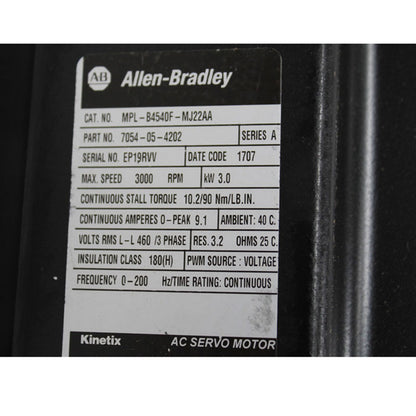 AB Allen-Bradley
CAT. NO. MPL-B4540F-MJ22AA
PART NO. 7054-05-4202 SERIES A
SERIAL NO. EP19RVV DATE CODE 1707
MAX. SPEED 3000 RPM kW 3.0
CONTINUOUS STALL TORQUE 10.2/90 Nm/LB.IN.
CONTINUOUS AMPERES 0-PEAK 9.1 AMBIENT: 40 C.
VOLTS RMS L-L 460 /3 PHASE RES. 3.2 OHMS 25 C.
INSULATION CLASS 180(H) PWM SOURCE: VOLTAGE
FREQUENCY 0-200 Hz/TIME RATING: CONTINUOUS
Kinetix AC SERVO MOTOR